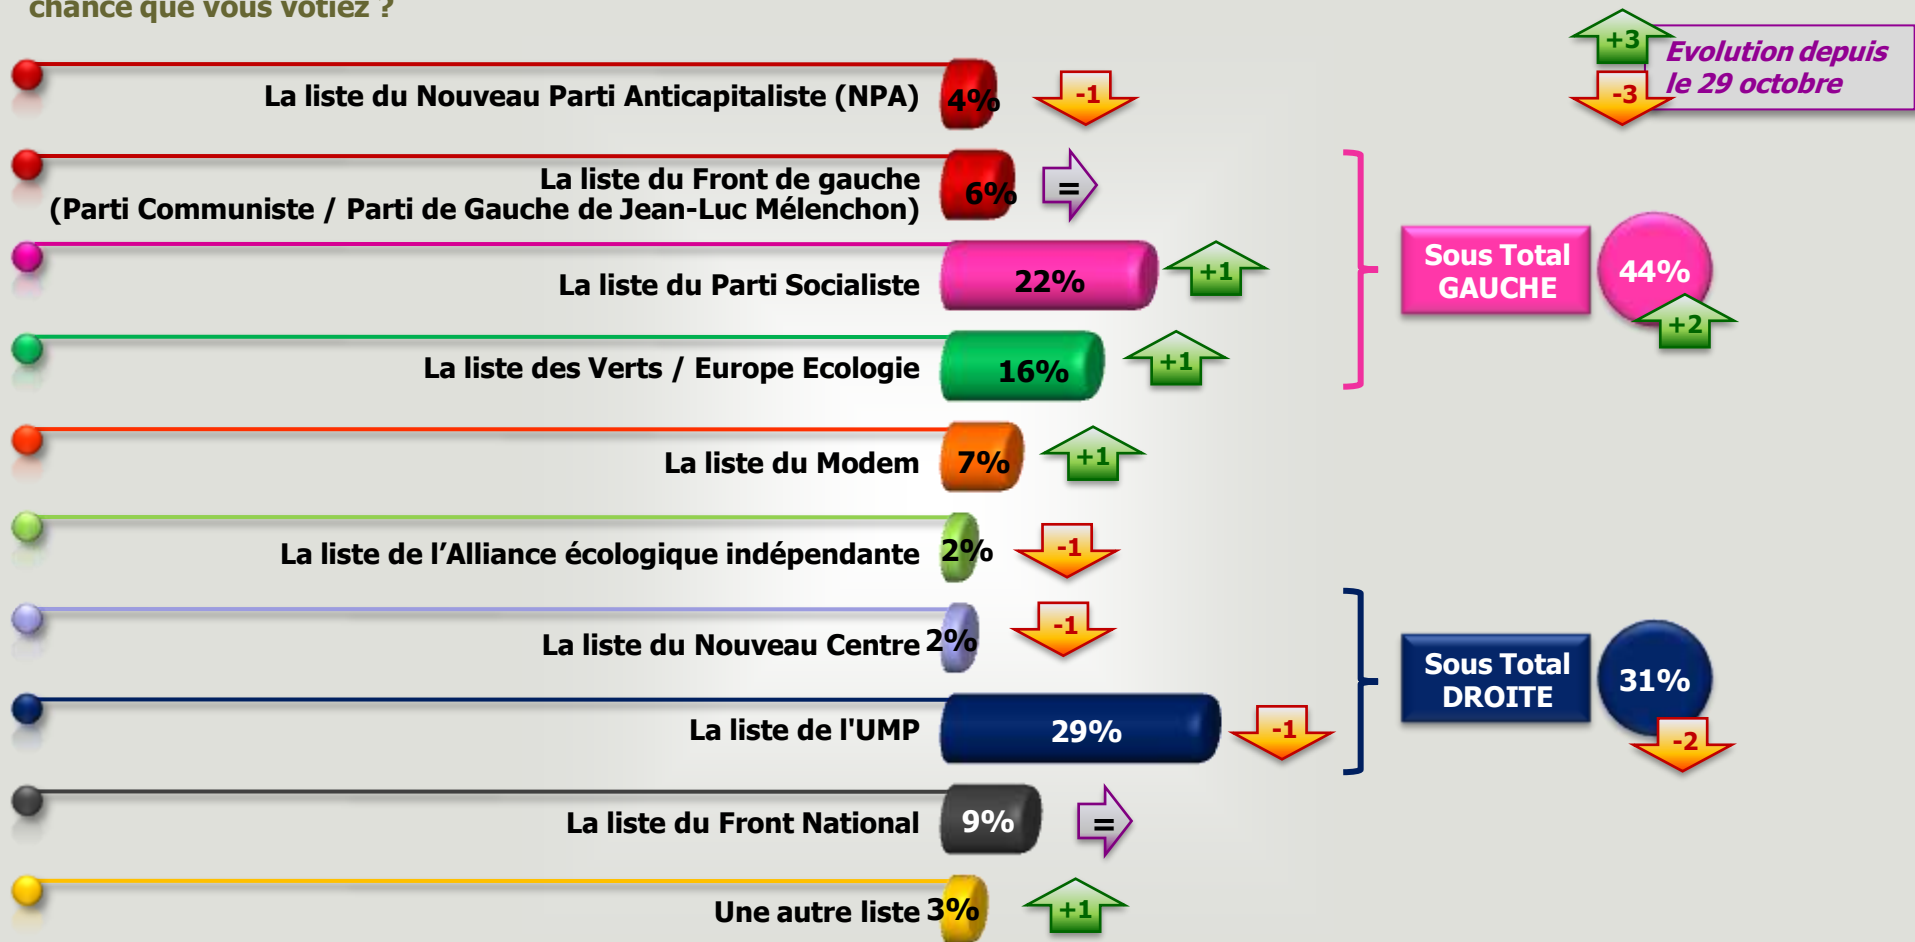 chance que vous votiez ?
+3
Evolution depuis
le 29 octobre
-3
La liste du Nouveau Parti Anticapitaliste (NPA) 4% -1
La liste du Front de gauche
(Parti Communiste / Parti de Gauche de Jean-Luc Mélenchon) 6% =
La liste du Parti Socialiste 22% +1
Sous Total
GAUCHE
44%
+2
La liste des Verts / Europe Ecologie 16% +1
La liste du Modem 7% +1
La liste de l’Alliance écologique indépendante 2% -1
La liste du Nouveau Centre 2% -1
Sous Total
DROITE
31%
-2
La liste de l'UMP 29% -1
La liste du Front National 9% =
Une autre liste 3% +1